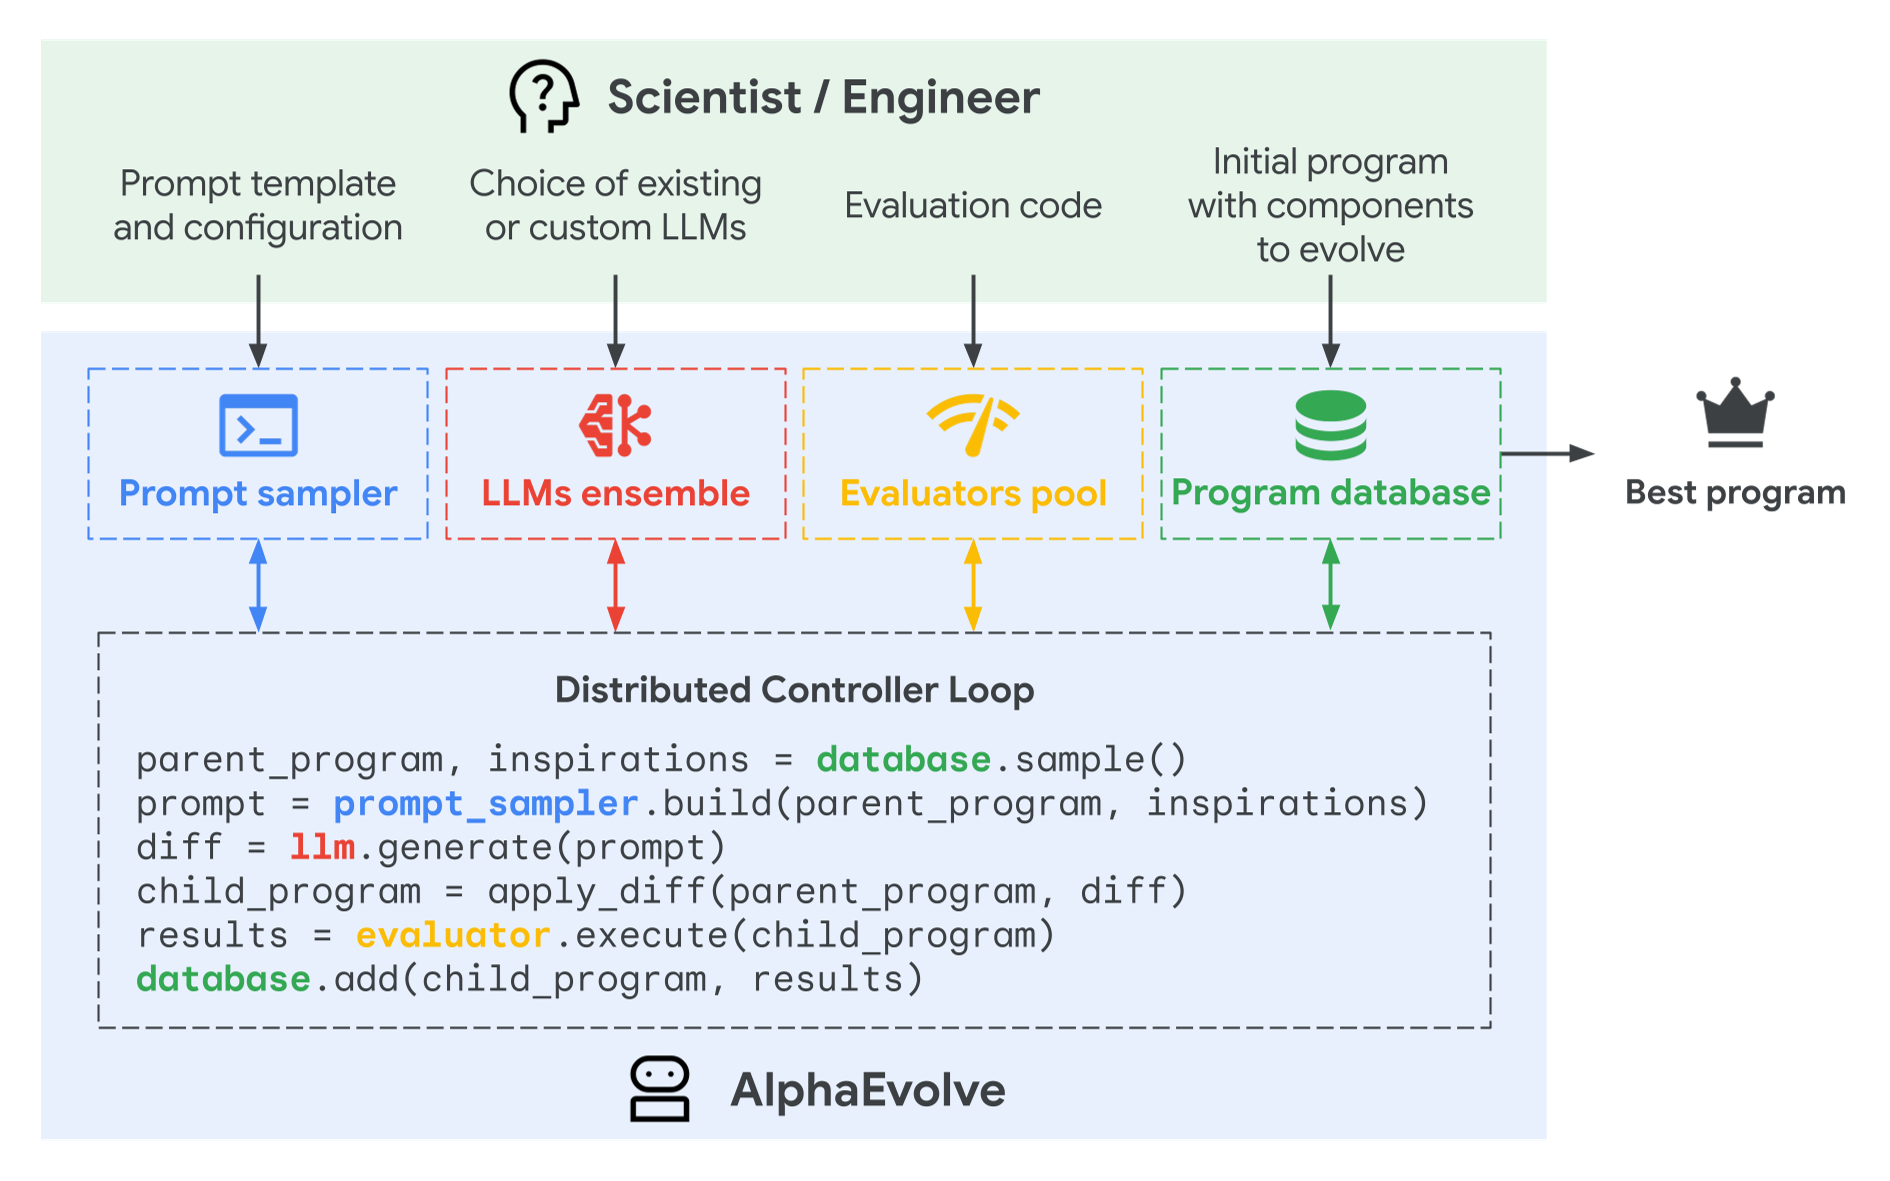 Scientist / Engineer
Prompt template
and configuration
Choice of existing
or custom LLMs
Evaluation code
Initial program
with components
to evolve
Prompt sampler
LLMs ensemble
Evaluators pool
Program database
Best program
Distributed Controller Loop
parent_program, inspirations = database.sample()
prompt = prompt_sampler.build(parent_program, inspirations)
diff = llm.generate(prompt)
child_program = apply_diff(parent_program, diff)
results = evaluator.execute(child_program)
database.add(child_program, results)
AlphaEvolve